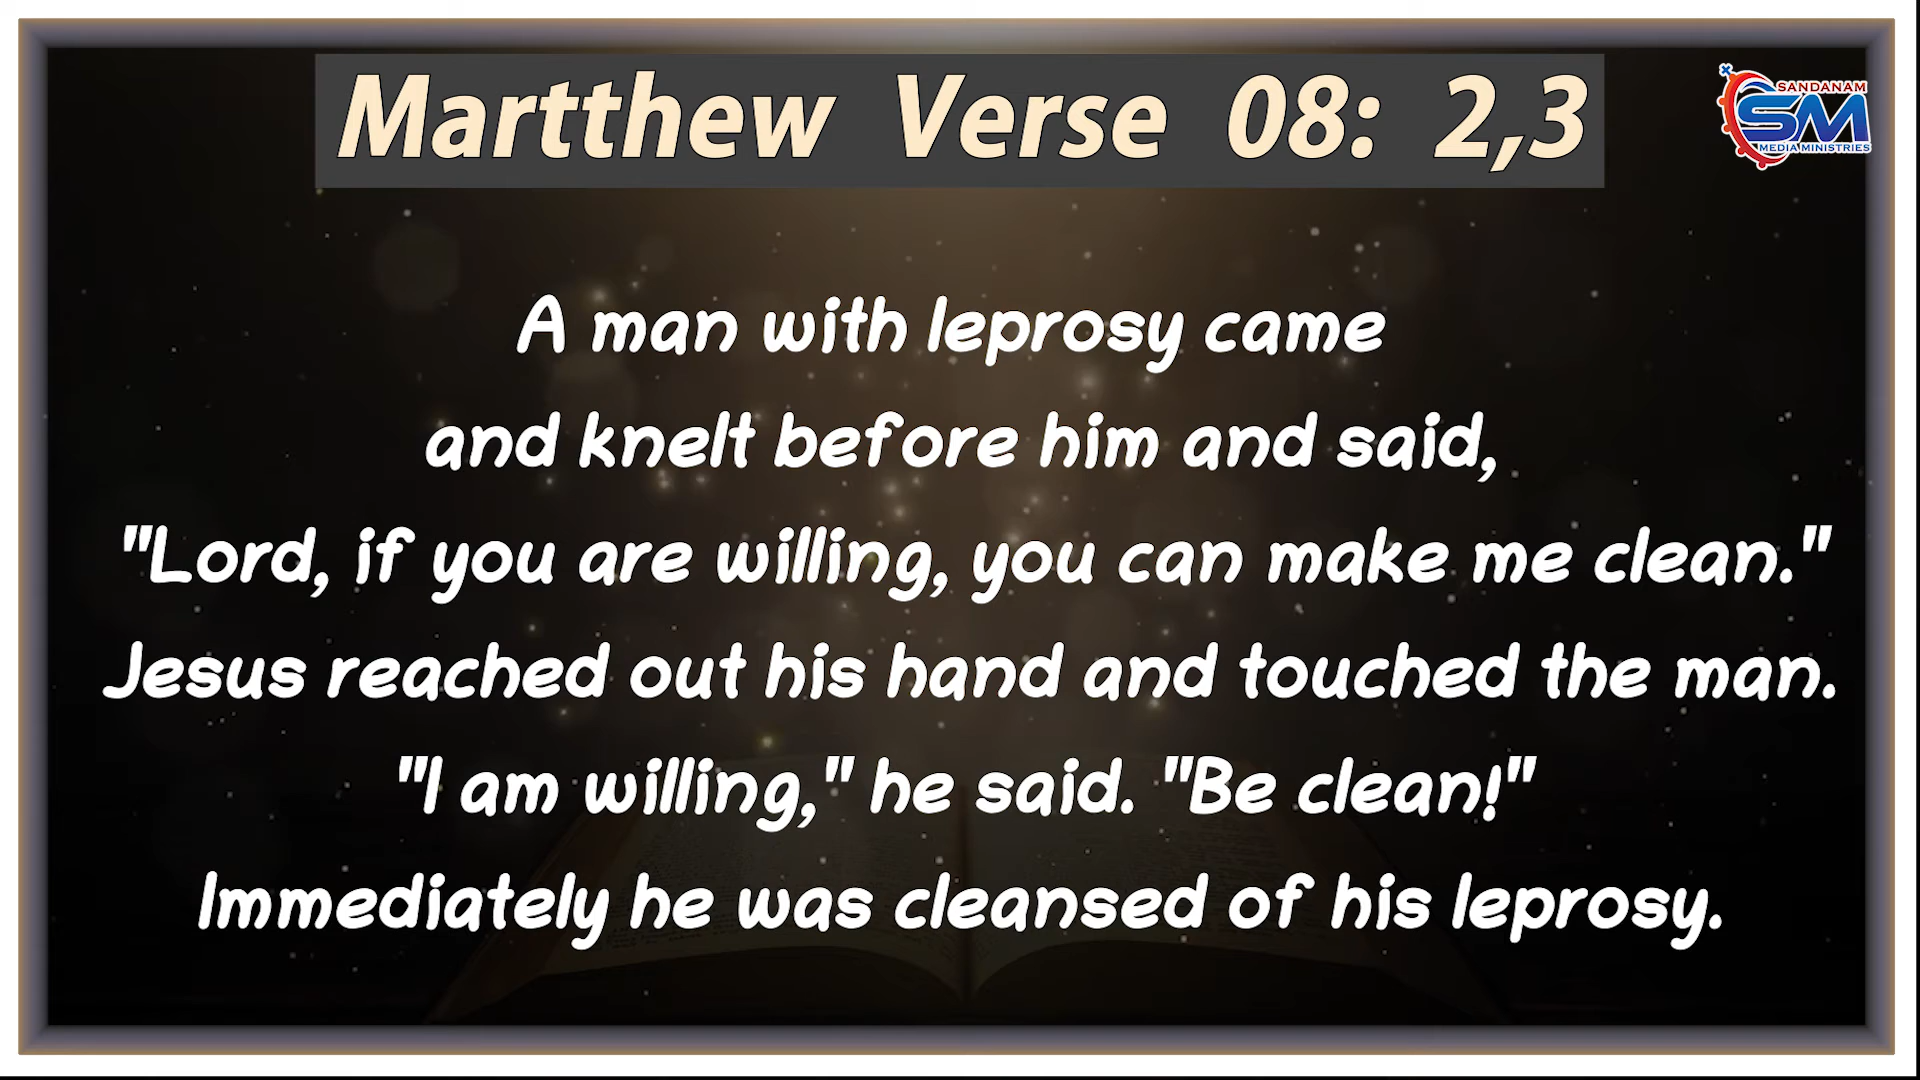 Martthew Verse 08: 2,3
SANDANAM
SM
MEDIA MINISTRIES
A man with leprosy came
and knelt before him and said,
"Lord, if you are willing, you can make me clean."
Jesus reached out his hand and touched the man.
"I am willing," he said. "Be clean!"
Immediately he was cleansed of his leprosy.